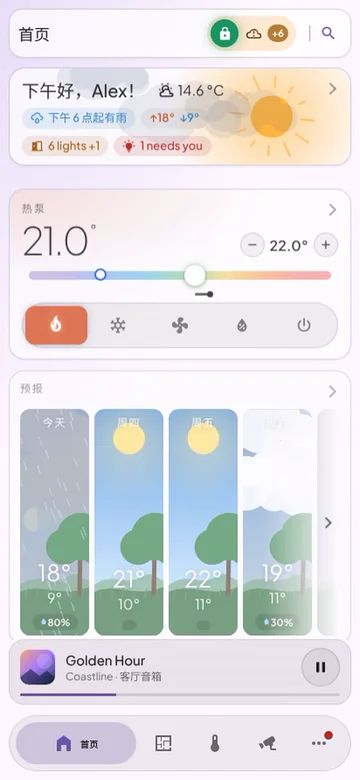 首页
+6
下午好，Alex！ 14.6 °C
下午 6 点起有雨 ↑18° ↓9°
6 lights +1 1 needs you
热泵
21.0°
22.0°
预报
今天 周四 周五
18° 21° 22° 19°
9° 10° 11° 11°
80% 30%
Golden Hour
Coastline · 客厅音箱
首页